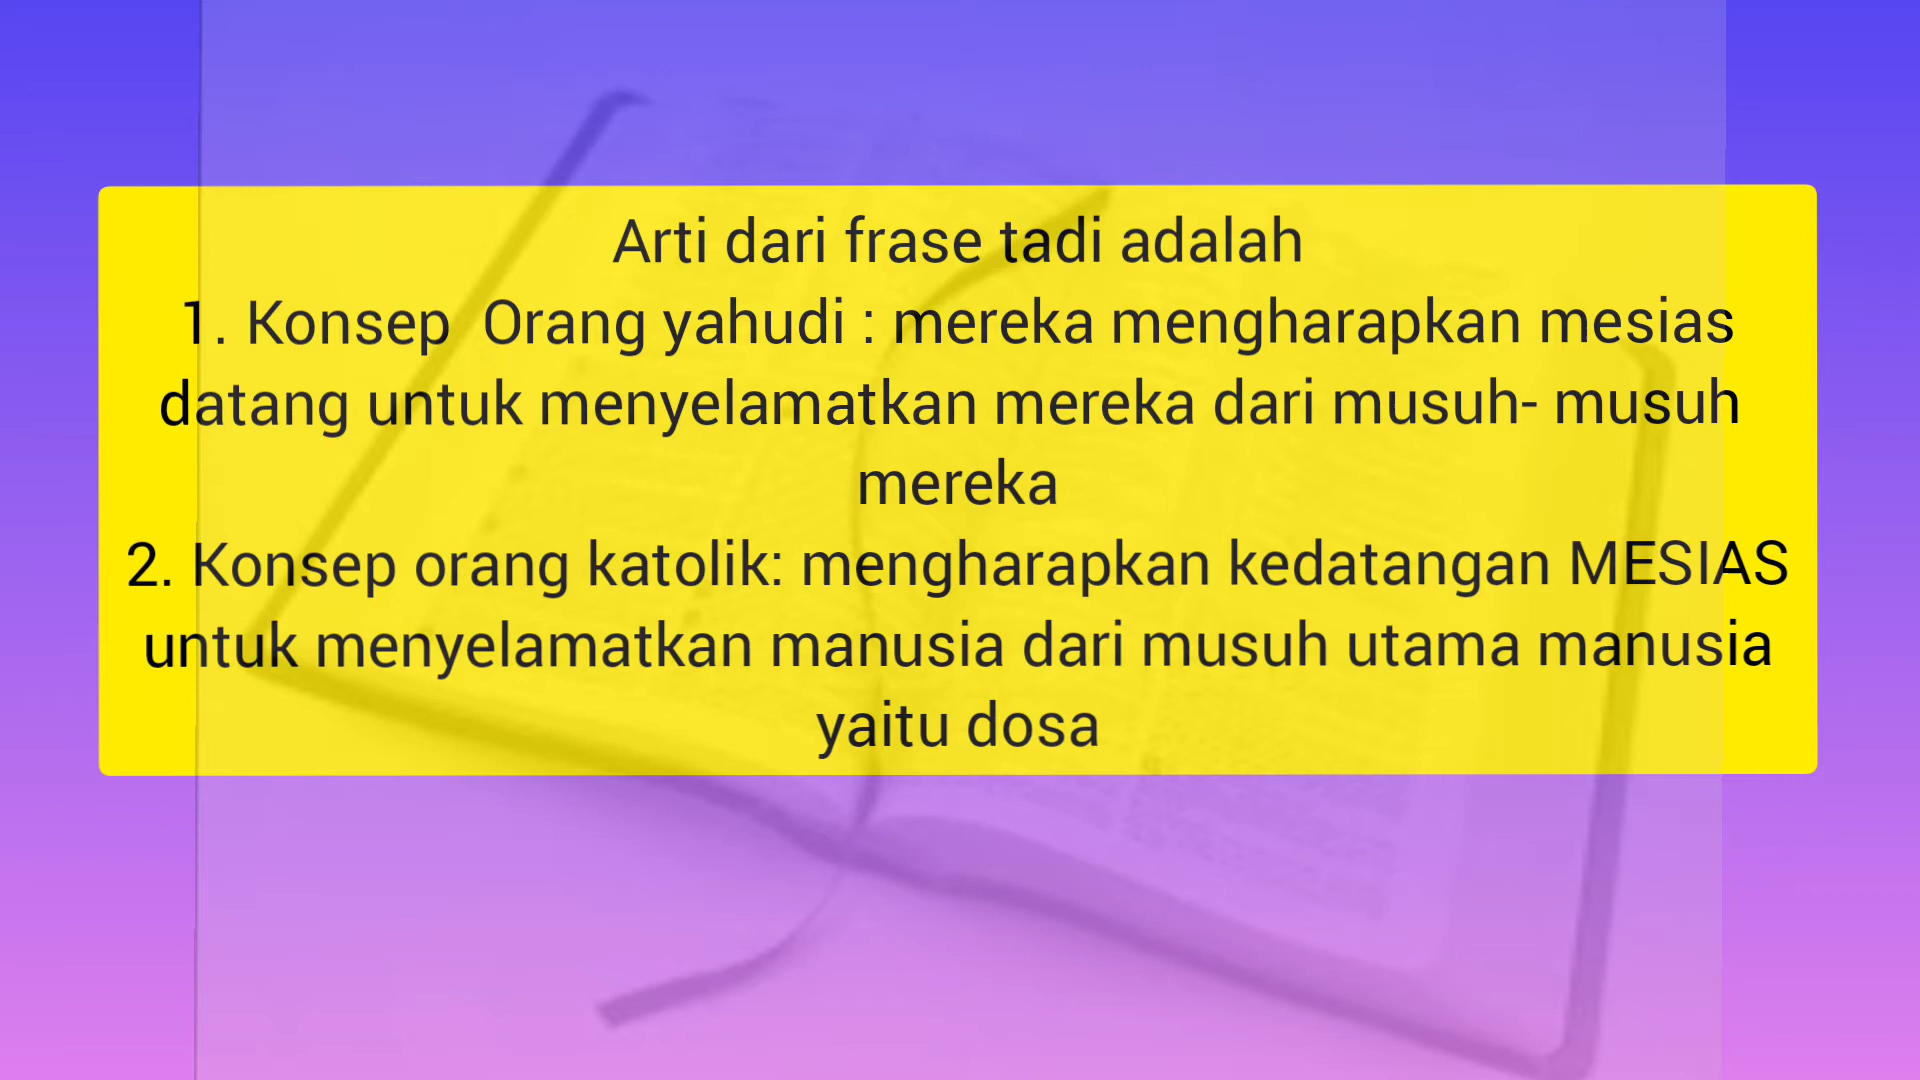 Arti dari frase tadi adalah
1. Konsep  Orang yahudi : mereka mengharapkan mesias
datang untuk menyelamatkan mereka dari musuh- musuh
mereka
2. Konsep orang katolik: mengharapkan kedatangan MESIAS
untuk menyelamatkan manusia dari musuh utama manusia
yaitu dosa